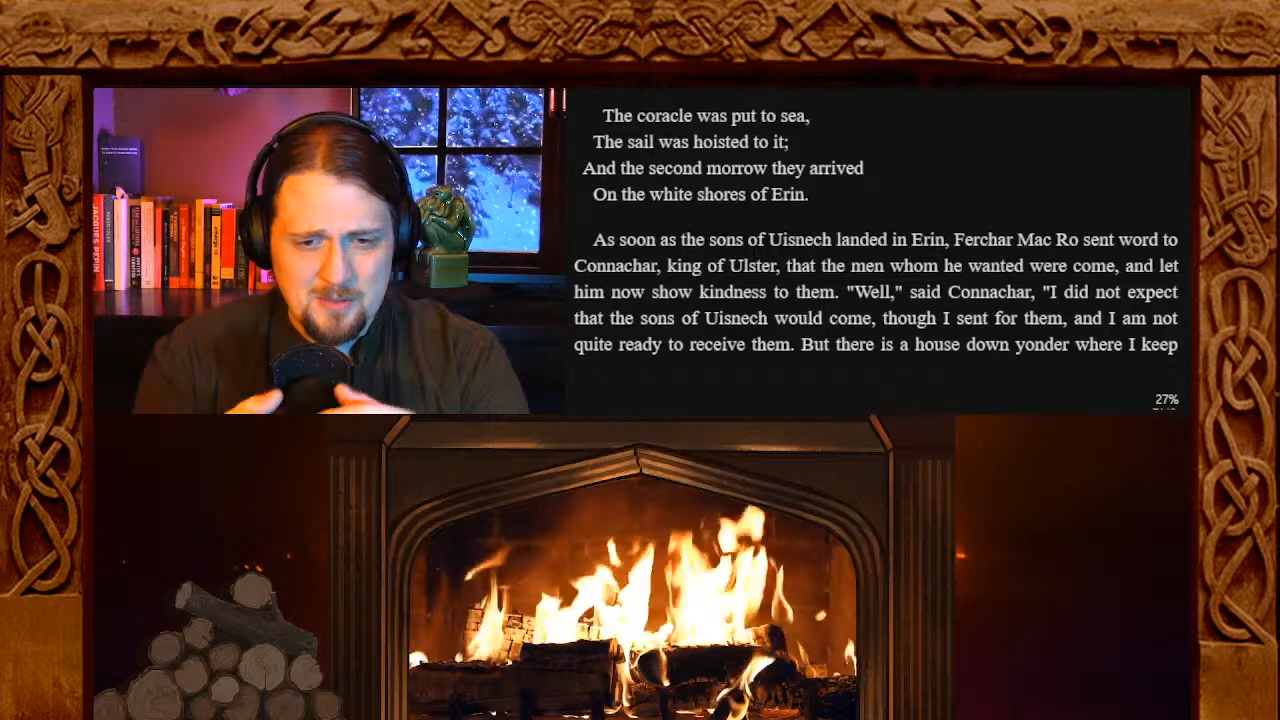 The coracle was put to sea,
The sail was hoisted to it;
And the second morrow they arrived
On the white shores of Erin.
As soon as the sons of Uisnech landed in Erin, Ferchar Mac Ro sent word to
Connachar, king of Ulster, that the men whom he wanted were come, and let
him now show kindness to them. "Well," said Connachar, "I did not expect
that the sons of Uisnech would come, though I sent for them, and I am not
quite ready to receive them. But there is a house down yonder where I keep
27%
JACQUES PEPIN